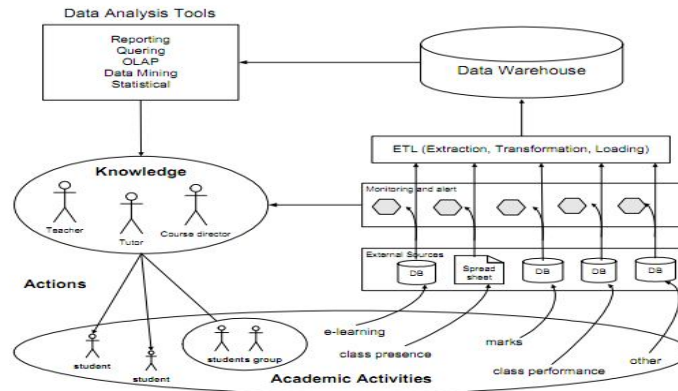 Data Analysis Tools
Reporting
Quering
OLAP
Data Mining
Statistical
Data Warehouse
ETL (Extraction, Transformation, Loading)
Knowledge
Teacher
Tutor
Course director
Monitoring and alert
External Sources
DB
Spread
sheet
DB
DB
DB
Actions
e-learning
class presence
marks
class performance
other
student
student
students group
Academic Activities